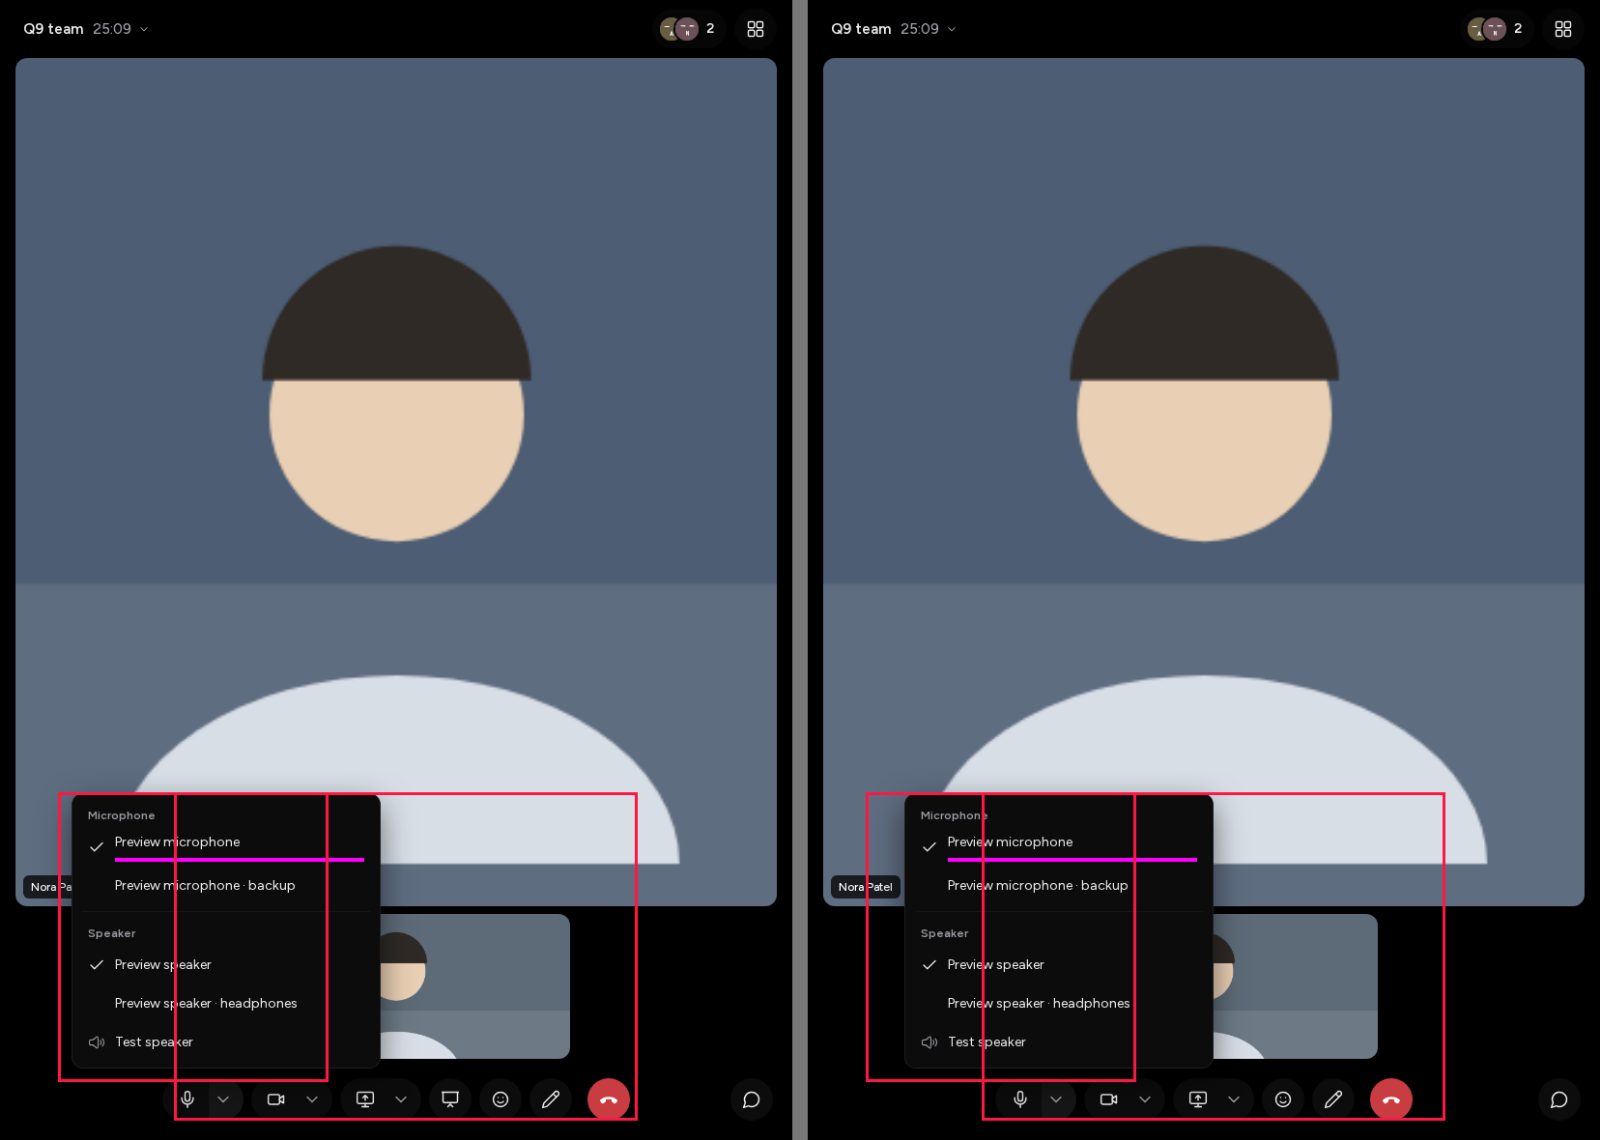 Q9 team 25:09
2
Microphone
Preview microphone
Preview microphone · backup
Nora Pa
Speaker
Preview speaker
Preview speaker · headphones
Test speaker
Q9 team 25:09
2
Microphone
Preview microphone
Preview microphone · backup
Nora Patel
Speaker
Preview speaker
Preview speaker · headphones
Test speaker